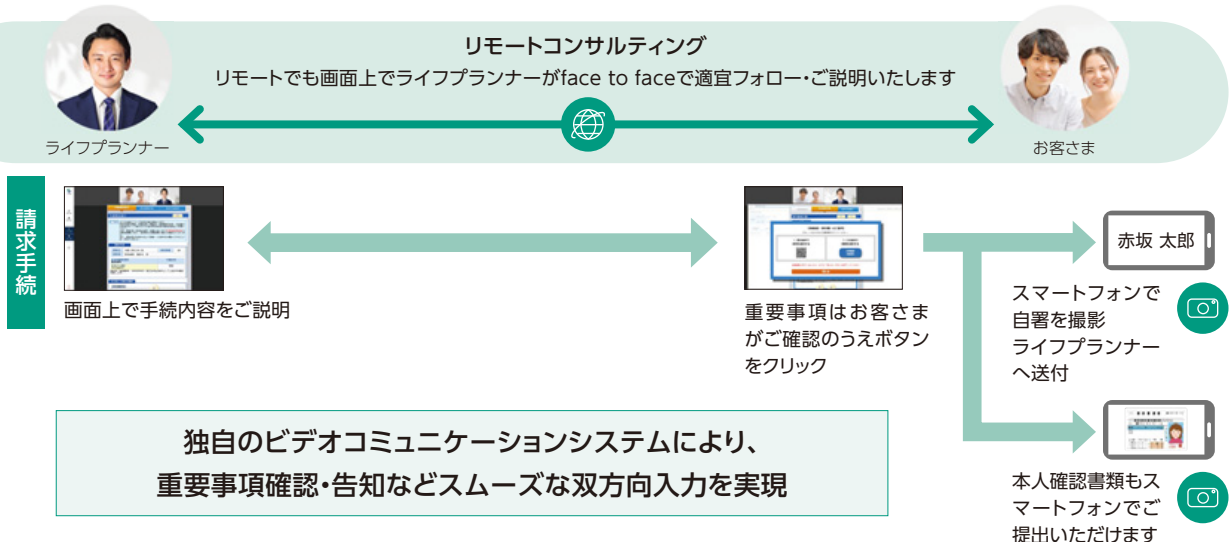 リモートコンサルティング
リモートでも画面上でライフプランナーがface to faceで適宜フォロー・ご説明いたします
ライフプランナー
お客さま
請求手続
画面上で手続内容をご説明
重要事項はお客さま
がご確認のうえボタン
をクリック
赤坂 太郎
スマートフォンで
自署を撮影
ライフプランナー
へ送付
独自のビデオコミュニケーションシステムにより、
重要事項確認・告知などスムーズな双方向入力を実現
本人確認書類もス
マートフォンでご
提出いただけます